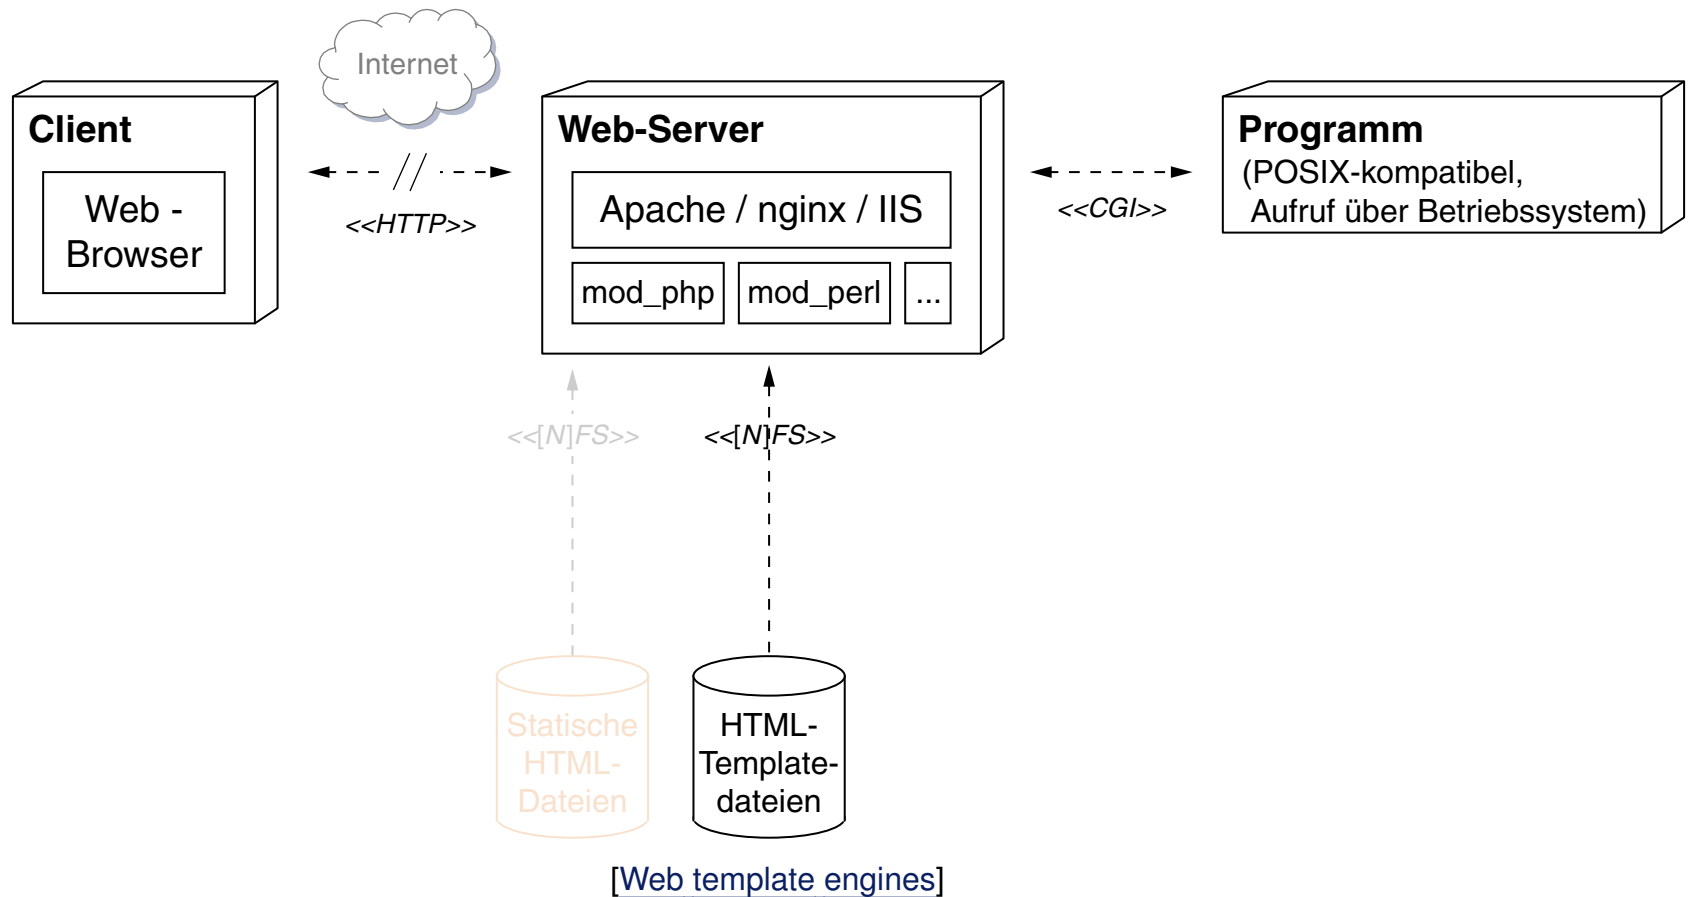 Internet
Client
Web -
Browser
<<HTTP>>
Web-Server
Apache / nginx / IIS
mod_php
mod_perl
...
<<CGI>>
Programm
(POSIX-kompatibel,
Aufruf über Betriebssystem)
<<[N]FS>>
<<[N]FS>>
Statische
HTML-
Dateien
HTML-
Template-
dateien
[Web template engines]